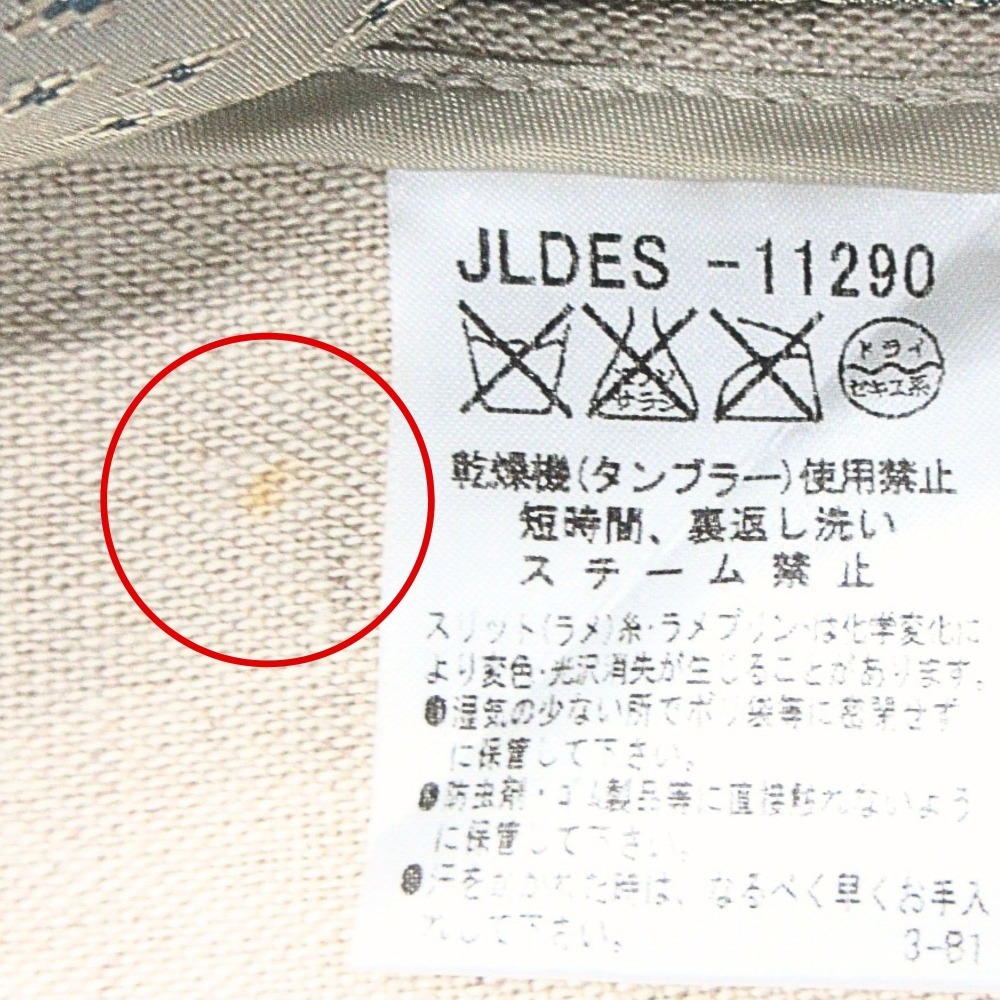 JLDES -11290
エンソ
サラシ
ドライ
セキユ系
乾燥機(タンブラー)使用禁止
短時間、裏返し洗い
スチーム禁止
スリット(ラメ)糸・ラメプリントは化学変化に
より変色・光沢消失が生じることがあります。
●湿気の少ない所でポリ袋等に密閉せず
に保管して下さい。
●防虫剤・ゴム製品等に直接触れないよう
に保管して下さい。
●汗をかかれた時は、なるべく早くお手入
れして下さい。
3-81